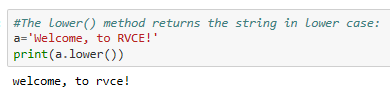 #The lower() method returns the string in lower case:
a='Welcome, to RVCE!'
print(a.lower())
welcome, to rvce!